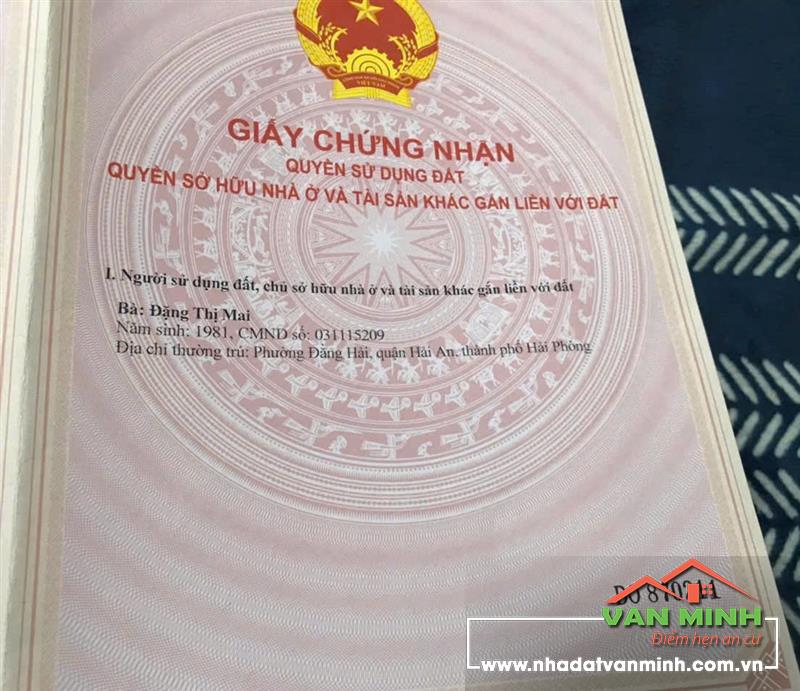 GIẤY CHỨNG NHẬN
QUYỀN SỬ DỤNG ĐẤT
QUYỀN SỞ HỮU NHÀ Ở VÀ TÀI SẢN KHÁC GẮN LIỀN VỚI ĐẤT
I. Người sử dụng đất, chủ sở hữu nhà ở và tài sản khác gắn liền với đất
Bà: Đặng Thị Mai
Năm sinh: 1981, CMND số: 031115209
Địa chỉ thường trú: Phường Đằng Hải, quận Hải An, thành phố Hải Phòng
VAN MINH
Điểm hẹn an cư
www.nhadatvanminh.com.vn